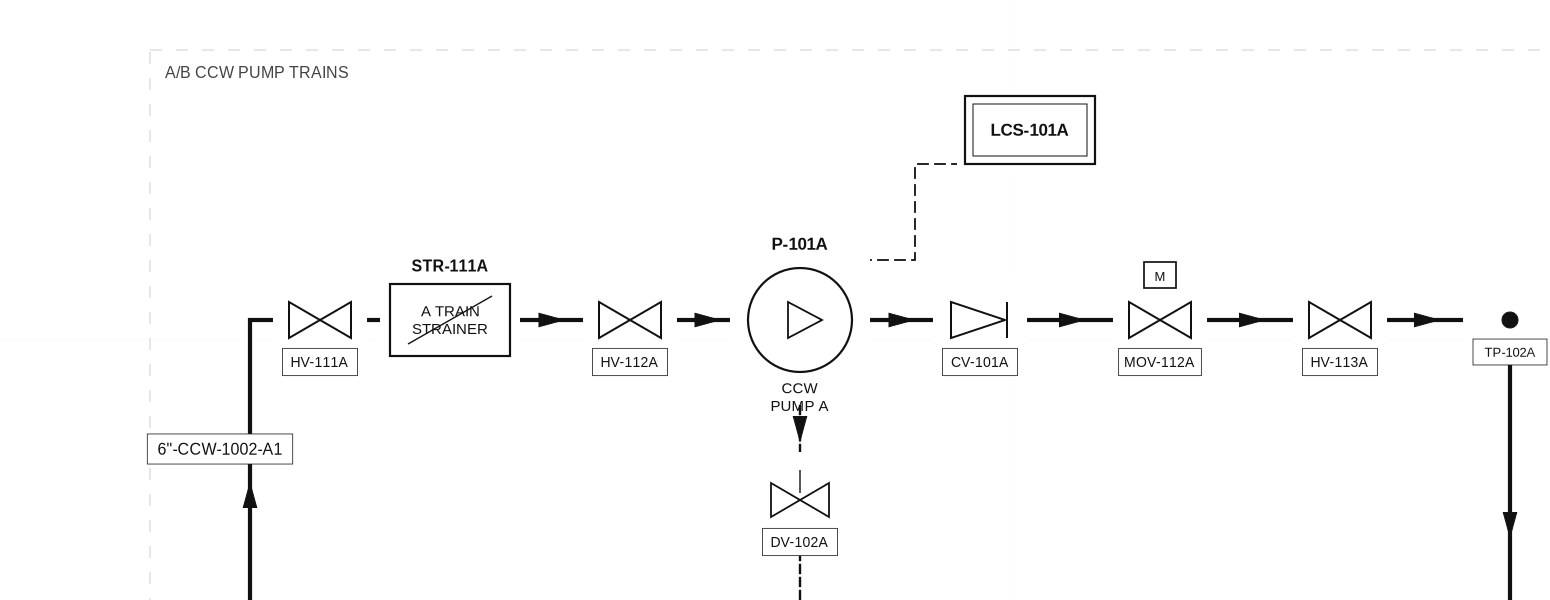 A/B CCW PUMP TRAINS
LCS-101A
P-101A
STR-111A
M
A TRAIN
STRAINER
HV-111A
HV-112A
CV-101A
MOV-112A
HV-113A
TP-102A
CCW
PUMP A
6"-CCW-1002-A1
DV-102A